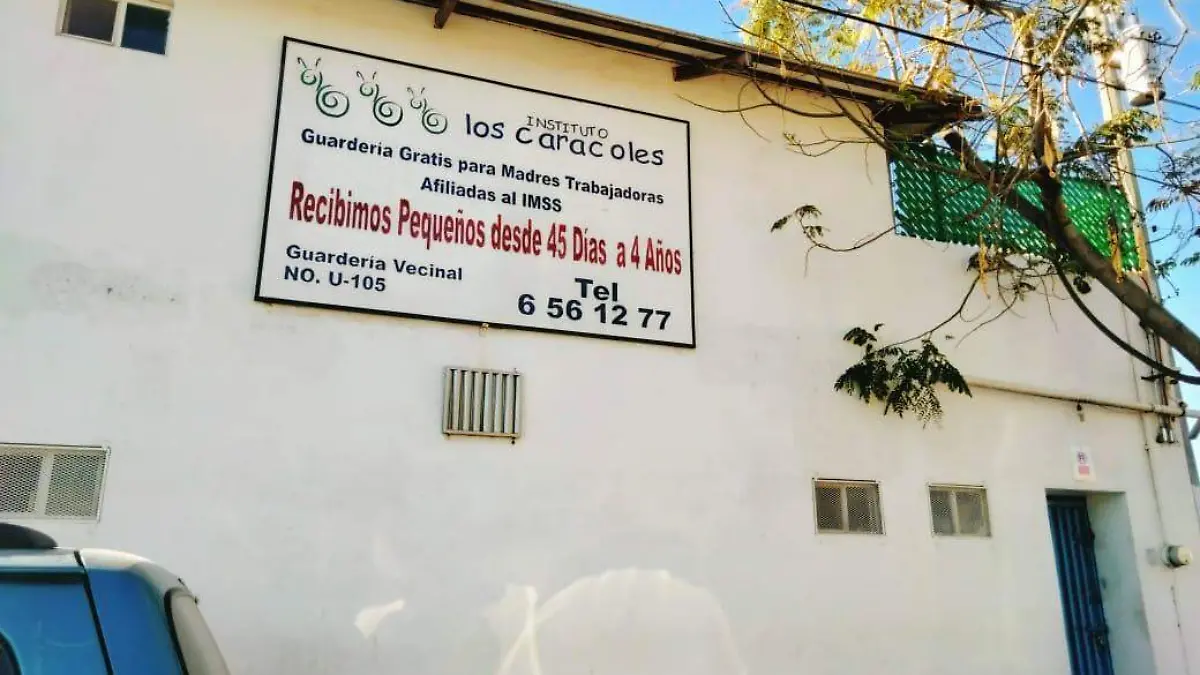 INSTITUTO
los caracoles
Guardería Gratis para Madres Trabajadoras
Afiliadas al IMSS
Recibimos Pequeños desde 45 Días a 4 Años
Guardería Vecinal
NO. U-105
Tel
6 56 12 77